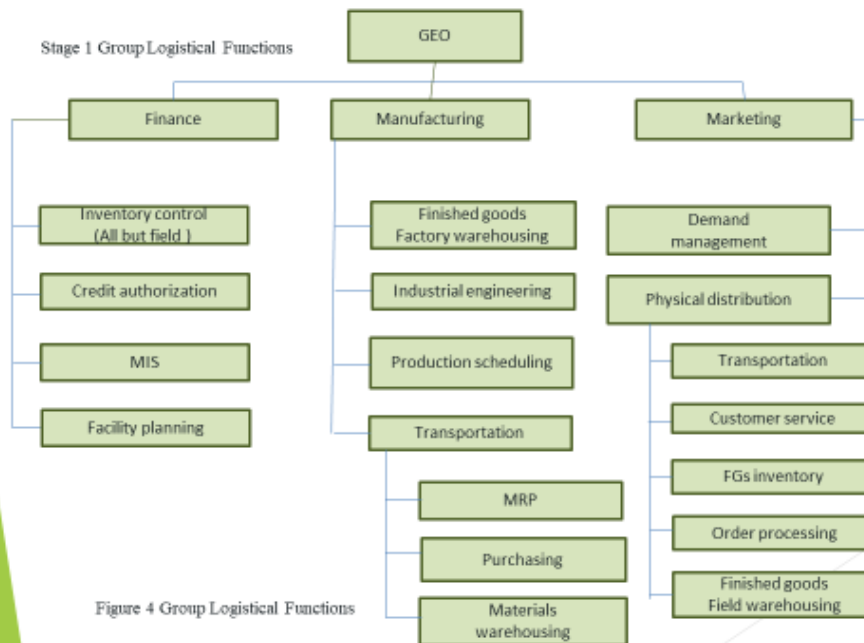 GEO
Stage 1 Group Logistical Functions
Finance
Manufacturing
Marketing
Inventory control
(All but field )
Credit authorization
MIS
Facility planning
Finished goods
Factory warehousing
Industrial engineering
Production scheduling
Transportation
MRP
Purchasing
Materials
warehousing
Demand
management
Physical distribution
Transportation
Customer service
FGs inventory
Order processing
Finished goods
Field warehousing
Figure 4 Group Logistical Functions